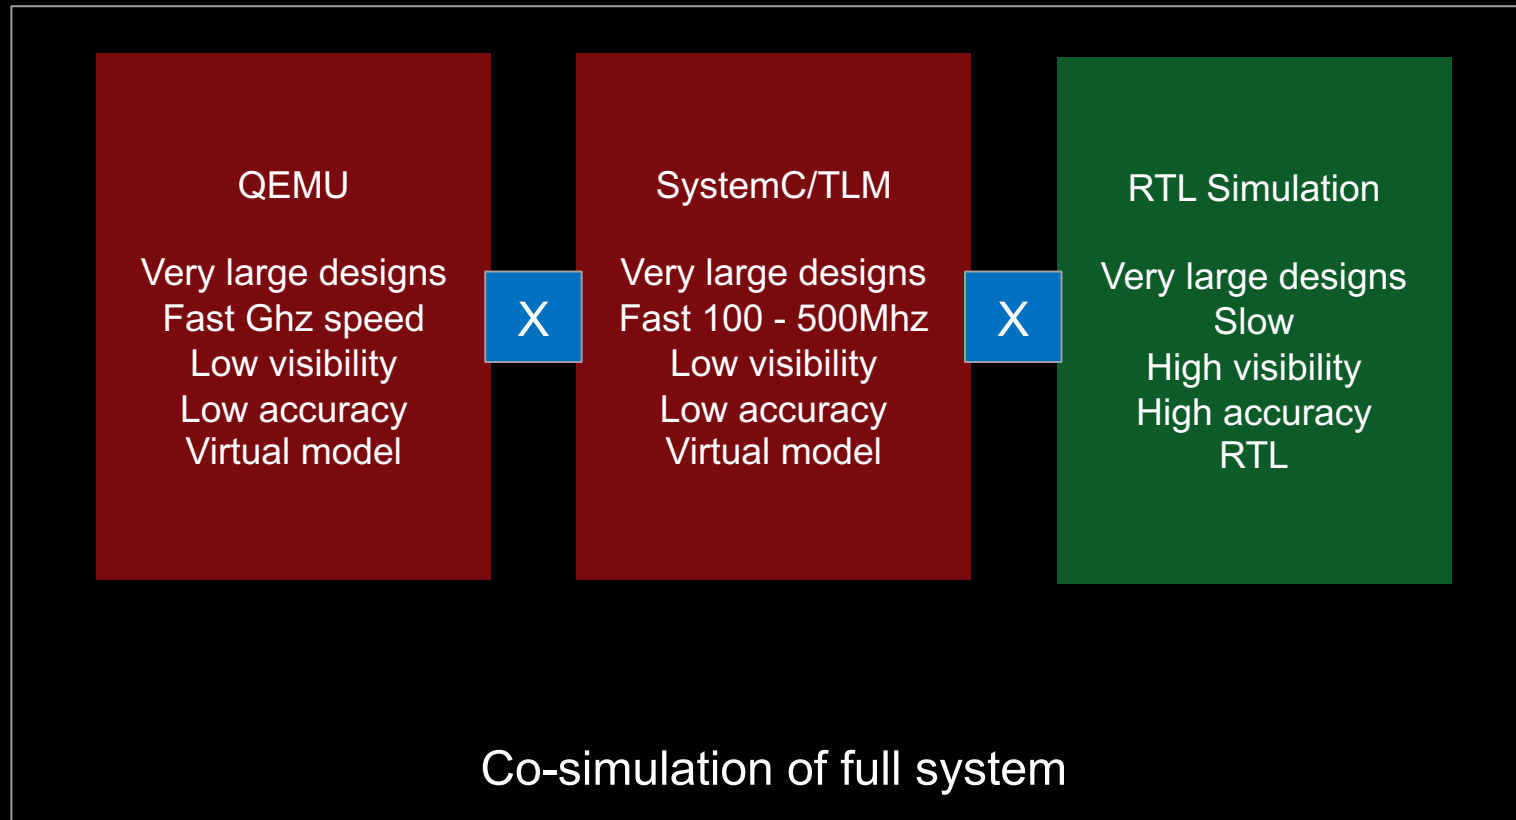 QEMU
Very large designs
Fast Ghz speed
Low visibility
Low accuracy
Virtual model
X
SystemC/TLM
Very large designs
Fast 100 - 500Mhz
Low visibility
Low accuracy
Virtual model
X
RTL Simulation
Very large designs
Slow
High visibility
High accuracy
RTL
Co-simulation of full system